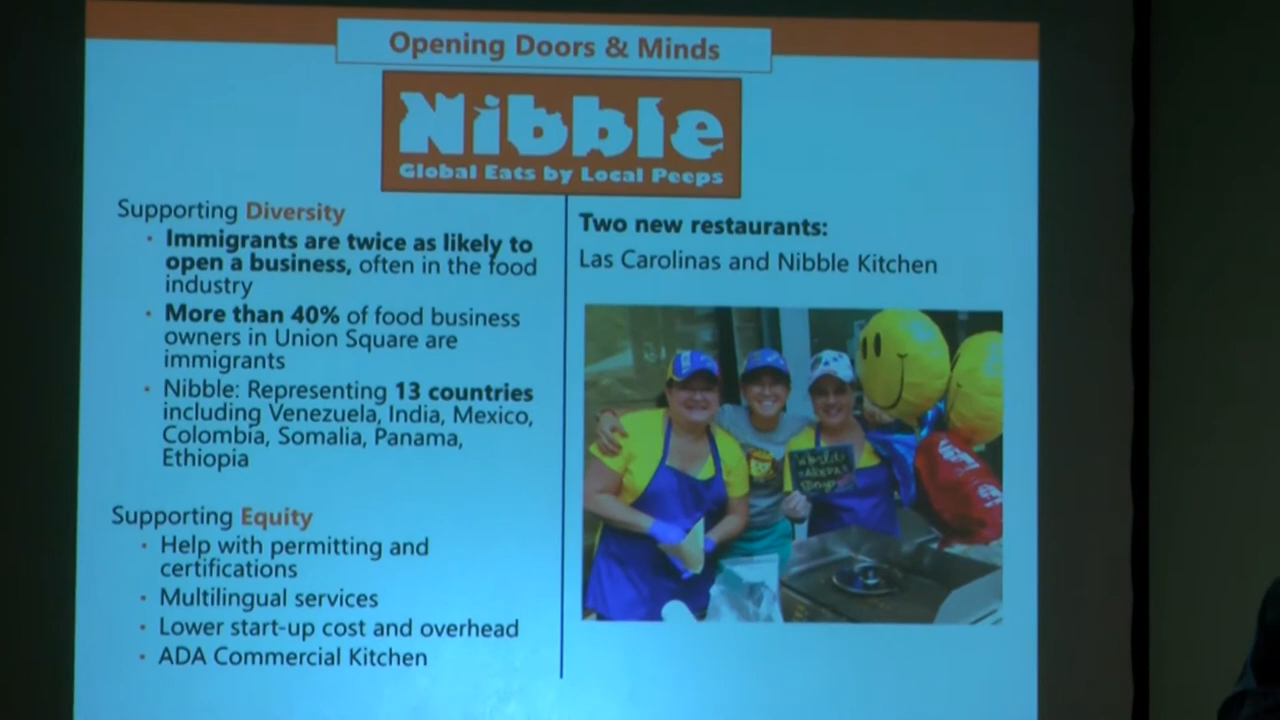 Opening Doors & Minds
Nibble
Global Eats by Local Peeps
Supporting Diversity
• Immigrants are twice as likely to
open a business, often in the food
industry
• More than 40% of food business
owners in Union Square are
immigrants
• Nibble: Representing 13 countries
including Venezuela, India, Mexico,
Colombia, Somalia, Panama,
Ethiopia
Supporting Equity
• Help with permitting and
certifications
• Multilingual services
• Lower start-up cost and overhead
• ADA Commercial Kitchen
Two new restaurants:
Las Carolinas and Nibble Kitchen